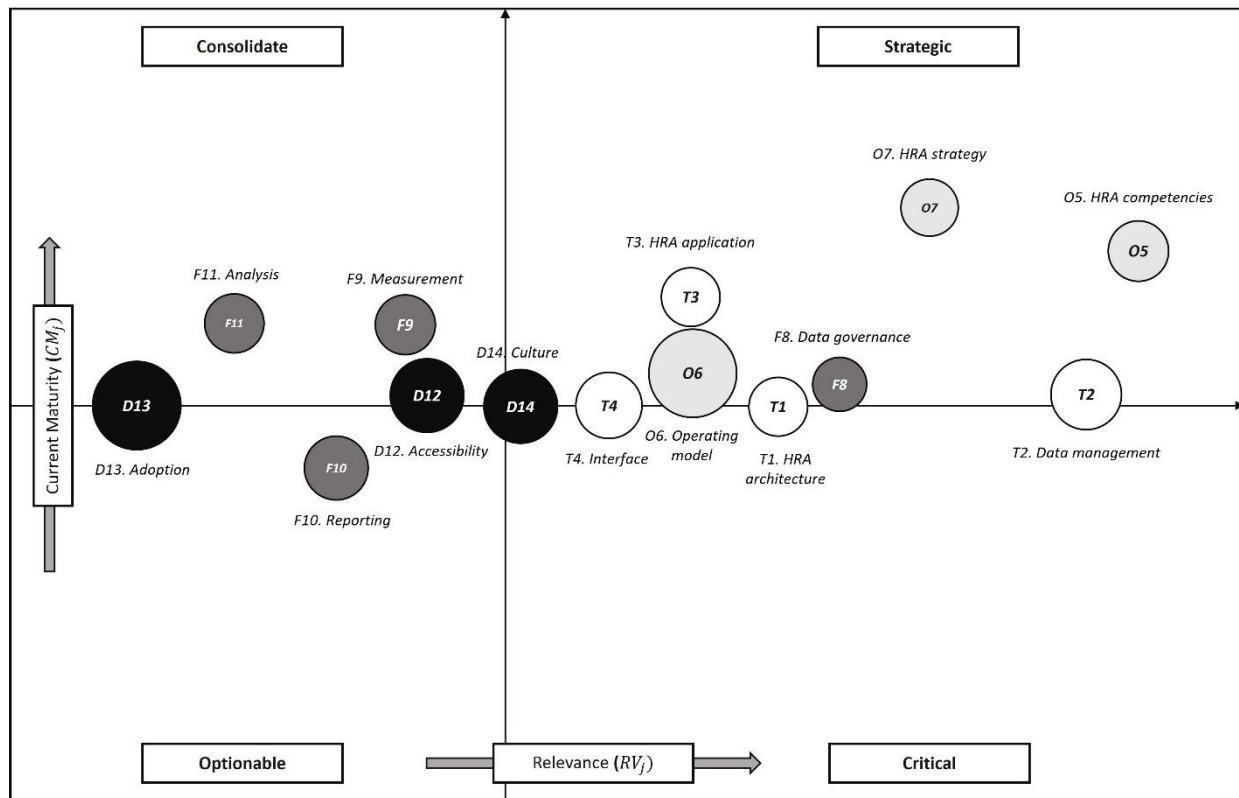 Consolidate
Strategic
O7. HRA strategy
O7
O5. HRA competencies
O5
T3. HRA application
T3
F11. Analysis
F11
F9. Measurement
F9
F8. Data governance
F8
D14. Culture
D14
D13
D13. Adoption
D12
D12. Accessibility
F10
F10. Reporting
T4
T4. Interface
O6
O6. Operating
model
T1
T1. HRA
architecture
T2
T2. Data management
Current Maturity (CMj)
Optionable
Relevance (RVj)
Critical